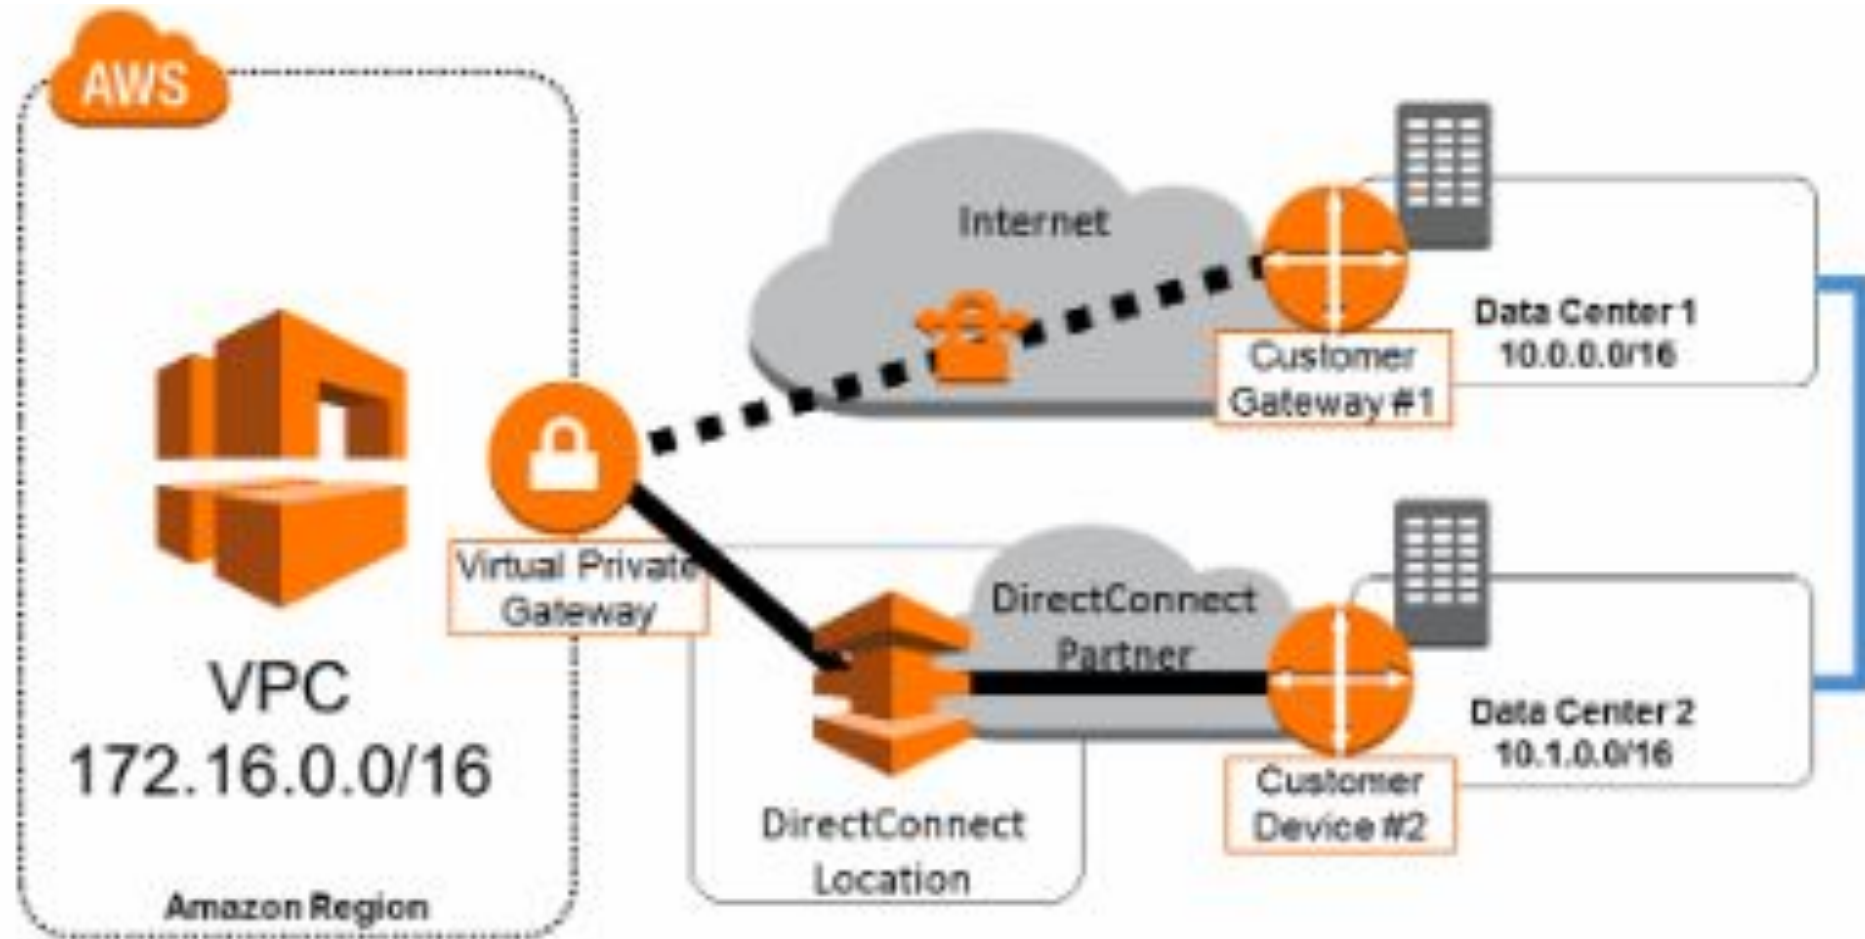 AWS
Internet
Data Center 1
10.0.0.0/16
Customer
Gateway #1
Virtual Private
Gateway
DirectConnect
Partner
VPC
172.16.0.0/16
Data Center 2
10.1.0.0/16
Customer
Device #2
DirectConnect
Location
Amazon Region